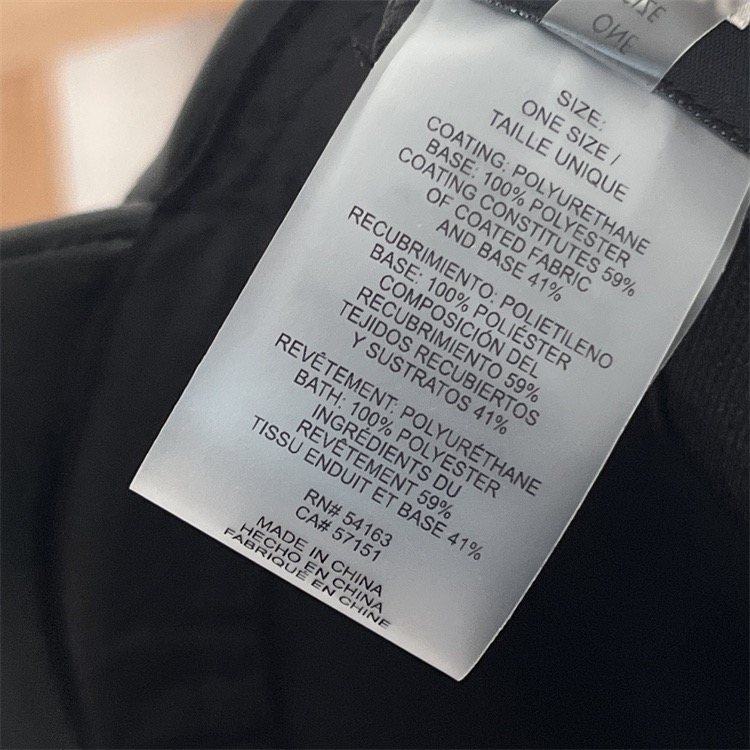 SIZE
ONE
SIZE:
ONE SIZE /
TAILLE UNIQUE
COATING: POLYURETHANE
BASE: 100% POLYESTER
COATING CONSTITUTES 59%
OF COATED FABRIC
AND BASE 41%
RECUBRIMIENTO: POLIETILENO
BASE: 100% POLIÉSTER
COMPOSICIÓN DEL
RECUBRIMIENTO 59%
TEJIDOS RECUBIERTOS
Y SUSTRATOS 41%
REVÊTEMENT: POLYURÉTHANE
BATH: 100% POLYESTER
INGRÉDIENTS DU
REVÊTEMENT 59%
TISSU ENDUIT ET BASE 41%
RN# 54163
CA# 57151
MADE IN CHINA
HECHO EN CHINA
FABRIQUÉ EN CHINE